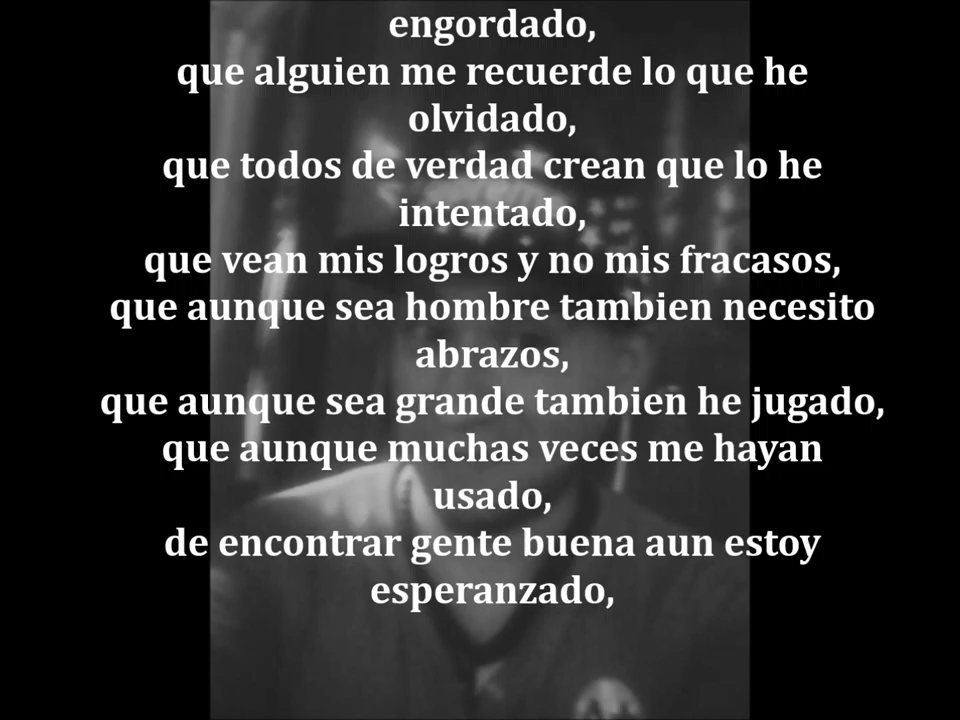 engordado,
que alguien me recuerde lo que he
olvidado,
que todos de verdad crean que lo he
intentado,
que vean mis logros y no mis fracasos,
que aunque sea hombre tambien necesito
abrazos,
que aunque sea grande tambien he jugado,
que aunque muchas veces me hayan
usado,
de encontrar gente buena aun estoy
esperanzado,